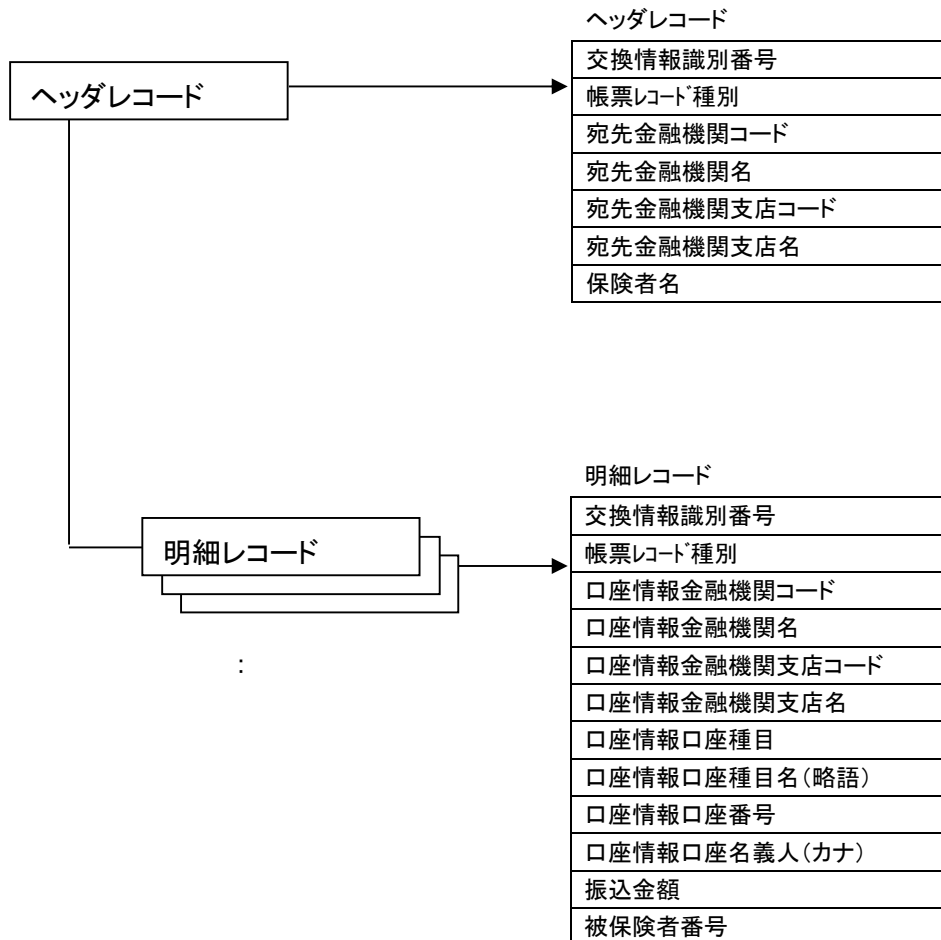 ヘッダレコード
ヘッダレコード
交換情報識別番号
帳票ﾚｺｰﾄﾞ種別
宛先金融機関コード
宛先金融機関名
宛先金融機関支店コード
宛先金融機関支店名
保険者名
明細レコード
明細レコード
交換情報識別番号
帳票ﾚｺｰﾄﾞ種別
口座情報金融機関コード
口座情報金融機関名
口座情報金融機関支店コード
口座情報金融機関支店名
口座情報口座種目
口座情報口座種目名（略語）
口座情報口座番号
口座情報口座名義人（カナ）
振込金額
被保険者番号
：